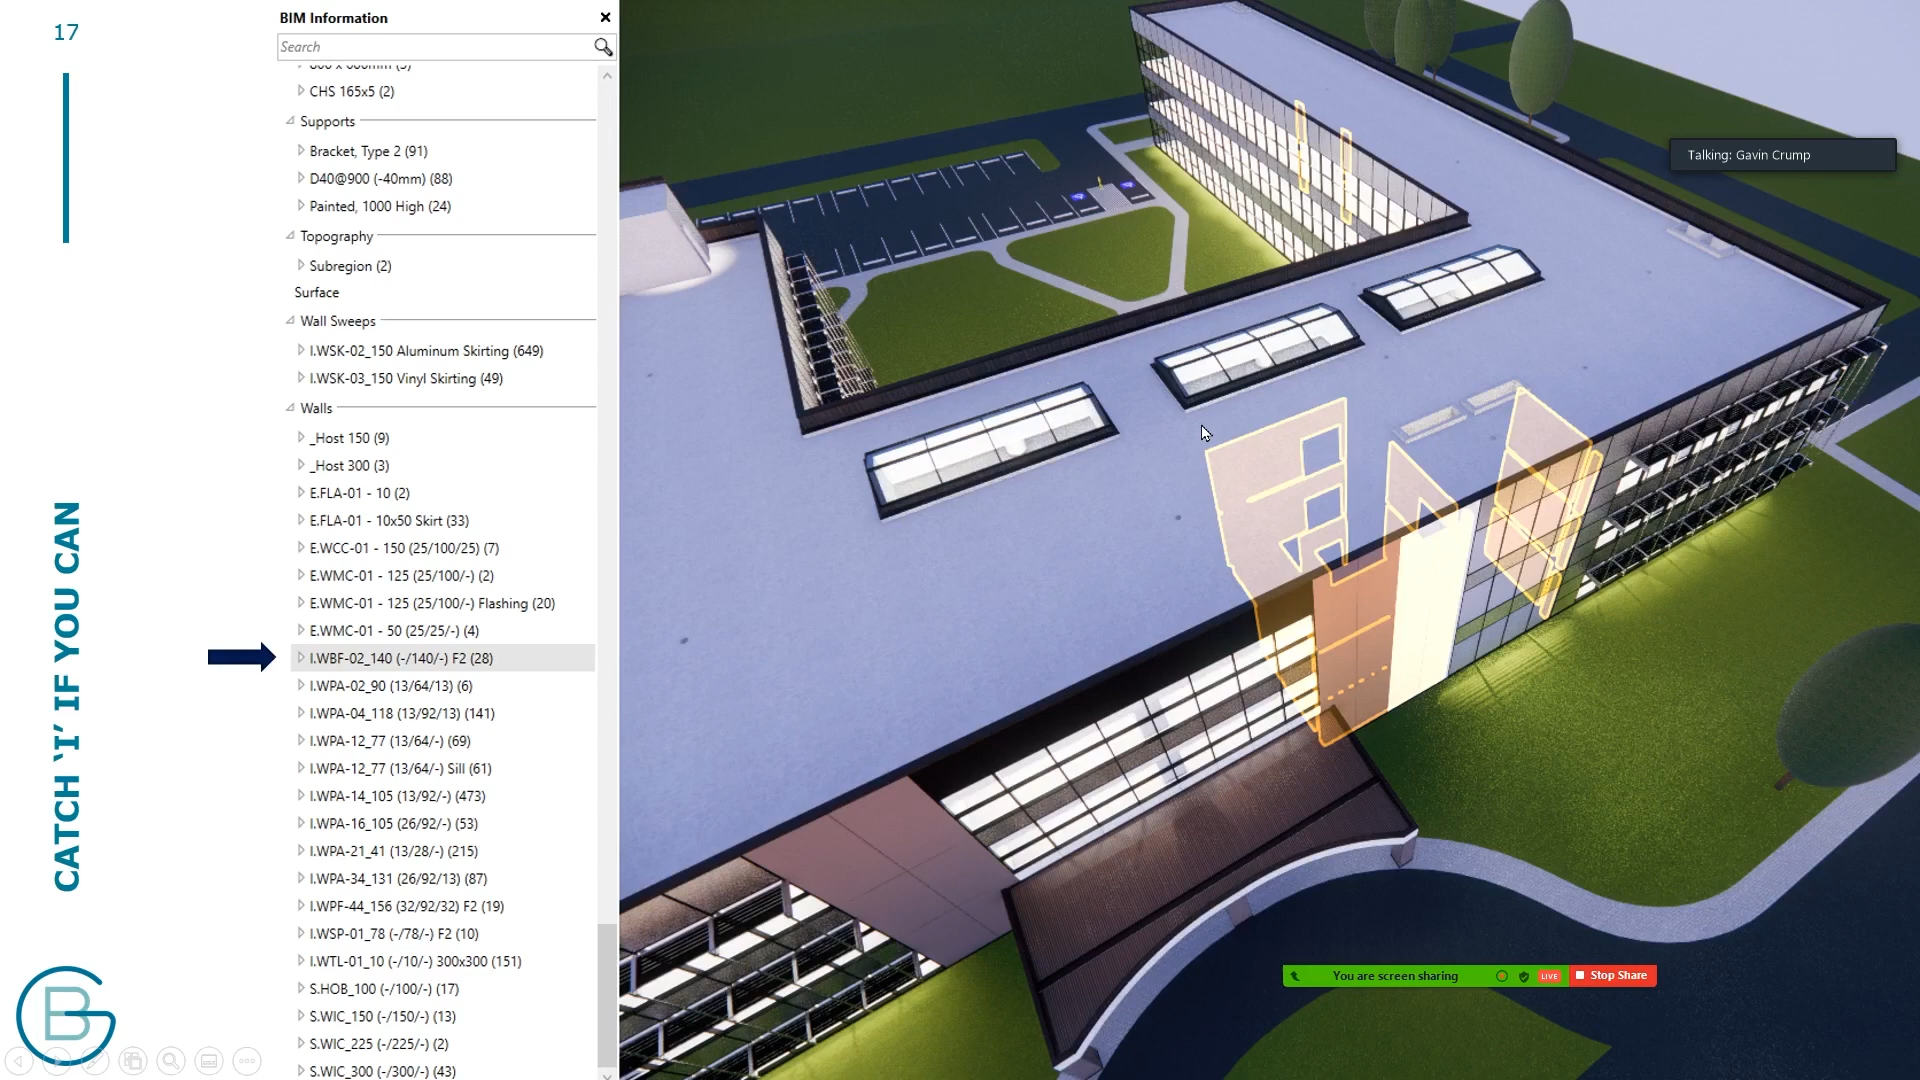 17
CATCH ‘I’ IF YOU CAN
BIM Information
Search
CHS 165x5 (2)
Supports
Bracket, Type 2 (91)
D40@900 (-40mm) (88)
Painted, 1000 High (24)
Topography
Subregion (2)
Surface
Wall Sweeps
I.WSK-02_150 Aluminum Skirting (649)
I.WSK-03_150 Vinyl Skirting (49)
Walls
_Host 150 (9)
_Host 300 (3)
E.FLA-01 - 10 (2)
E.FLA-01 - 10x50 Skirt (33)
E.WCC-01 - 150 (25/100/25) (7)
E.WMC-01 - 125 (25/100/-) (2)
E.WMC-01 - 125 (25/100/-) Flashing (20)
E.WMC-01 - 50 (25/25/-) (4)
I.WBF-02_140 (-/140/-) F2 (28)
I.WPA-02_90 (13/64/13) (6)
I.WPA-04_118 (13/92/13) (141)
I.WPA-12_77 (13/64/-) (69)
I.WPA-12_77 (13/64/-) Sill (61)
I.WPA-14_105 (13/92/-) (473)
I.WPA-16_105 (26/92/-) (53)
I.WPA-21_41 (13/28/-) (215)
I.WPA-34_131 (26/92/13) (87)
I.WPF-44_156 (32/92/32) F2 (19)
I.WSP-01_78 (-/78/-) F2 (10)
I.WTL-01_10 (-/10/-) 300x300 (151)
S.HOB_100 (-/100/-) (17)
S.WIC_150 (-/150/-) (13)
S.WIC_225 (-/225/-) (2)
S.WIC_300 (-/300/-) (43)
Talking: Gavin Crump
You are screen sharing
LIVE
Stop Share